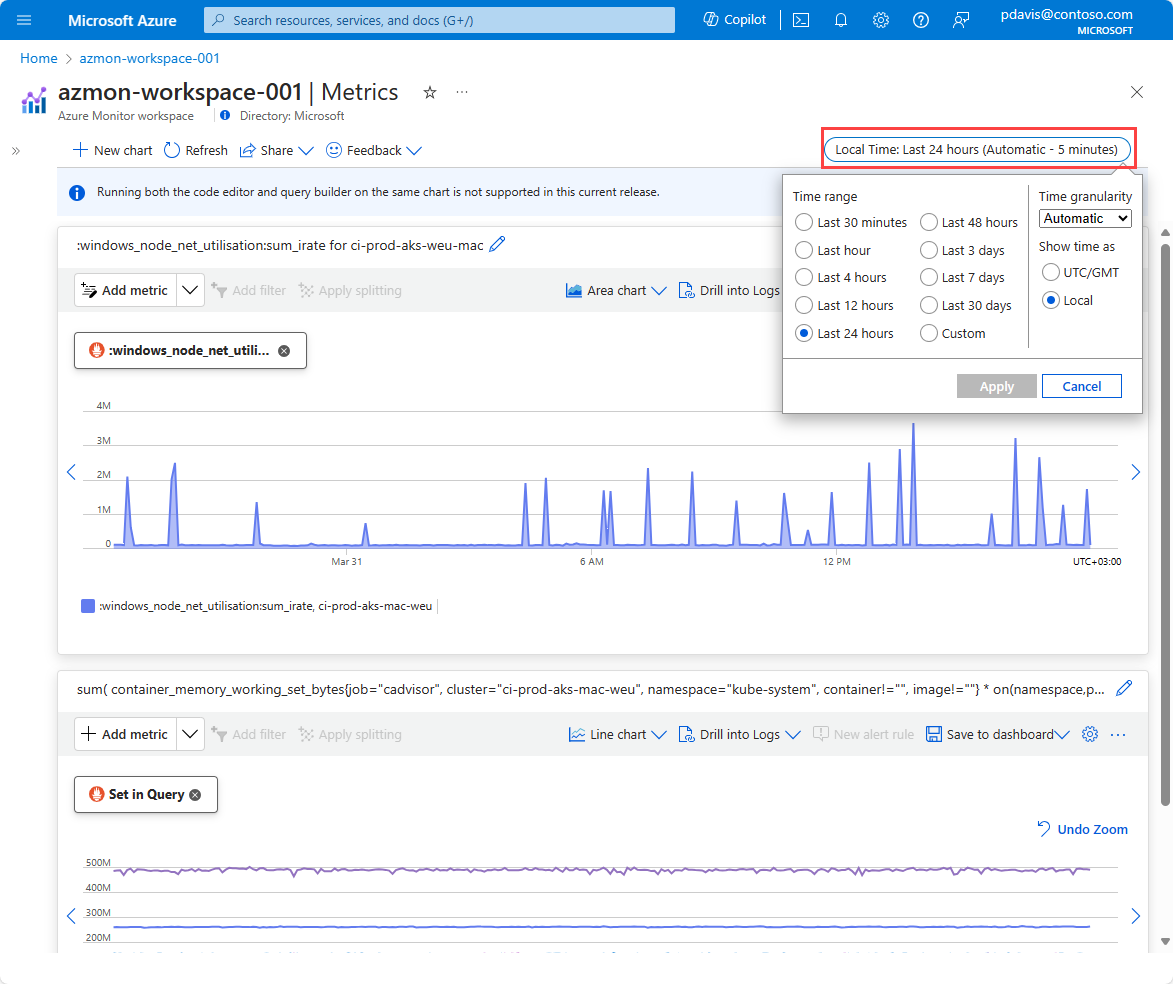 Microsoft Azure
Search resources, services, and docs (G+/)
Copilot
pdavis@contoso.com
MICROSOFT
Home > azmon-workspace-001
azmon-workspace-001 | Metrics
Azure Monitor workspace
Directory: Microsoft
New chart
Refresh
Share
Feedback
Local Time: Last 24 hours (Automatic - 5 minutes)
Running both the code editor and query builder on the same chart is not supported in this current release.
Time range
Last 30 minutes
Last hour
Last 4 hours
Last 12 hours
Last 24 hours
Last 48 hours
Last 3 days
Last 7 days
Last 30 days
Custom
Time granularity
Automatic
Show time as
UTC/GMT
Local
Apply
Cancel
:windows_node_net_utilisation:sum_irate for ci-prod-aks-weu-mac
Add metric
Add filter
Apply splitting
Area chart
Drill into Logs
:windows_node_net_utili...
4M
3M
2M
1M
0
Mar 31
6 AM
12 PM
UTC+03:00
:windows_node_net_utilisation:sum_irate, ci-prod-aks-mac-weu
sum( container_memory_working_set_bytes{job="cadvisor", cluster="ci-prod-aks-mac-weu", namespace="kube-system", container!="", image!=""} * on(namespace,p...
Add metric
Add filter
Apply splitting
Line chart
Drill into Logs
New alert rule
Save to dashboard
Set in Query
Undo Zoom
500M
400M
300M
200M